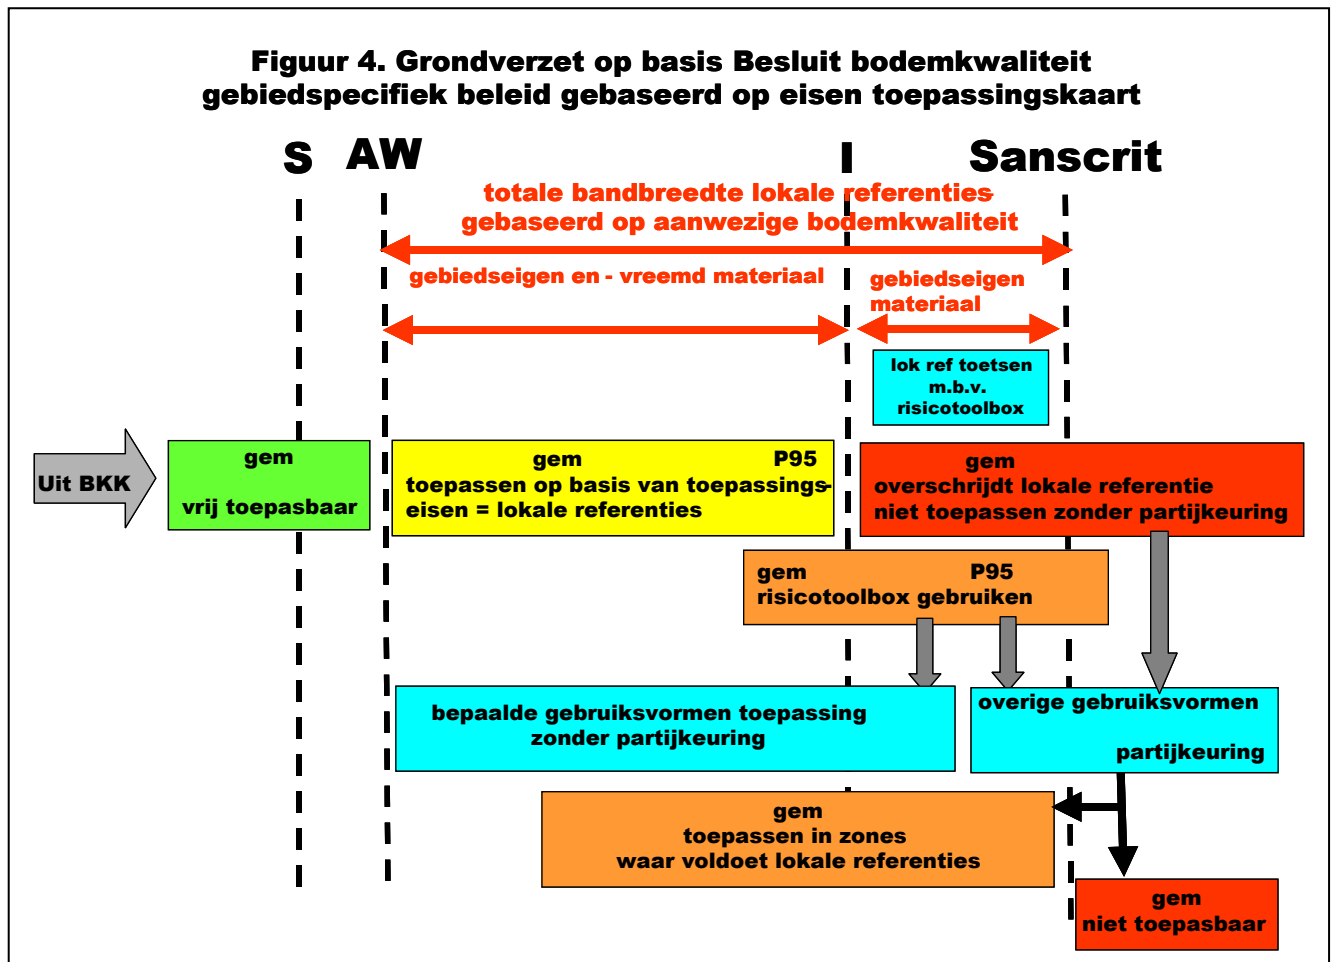 Figuur 4. Grondverzet op basis Besluit bodemkwaliteit
gebiedspecifiek beleid gebaseerd op eisen toepassingskaart
S AW I Sanscrit
totale bandbreedte lokale referenties
gebaseerd op aanwezige bodemkwaliteit
gebiedseigen en - vreemd materiaal
gebiedseigen
materiaal
lok ref toetsen
m.b.v.
risicotoolbox
Uit BKK
gem
vrij toepasbaar
gem P95
toepassen op basis van toepassings-
eisen = lokale referenties
gem
overschrijdt lokale referentie
niet toepassen zonder partijkeuring
gem P95
risicotoolbox gebruiken
bepaalde gebruiksvormen toepassing
zonder partijkeuring
overige gebruiksvormen
partijkeuring
gem
toepassen in zones
waar voldoet lokale referenties
gem
niet toepasbaar